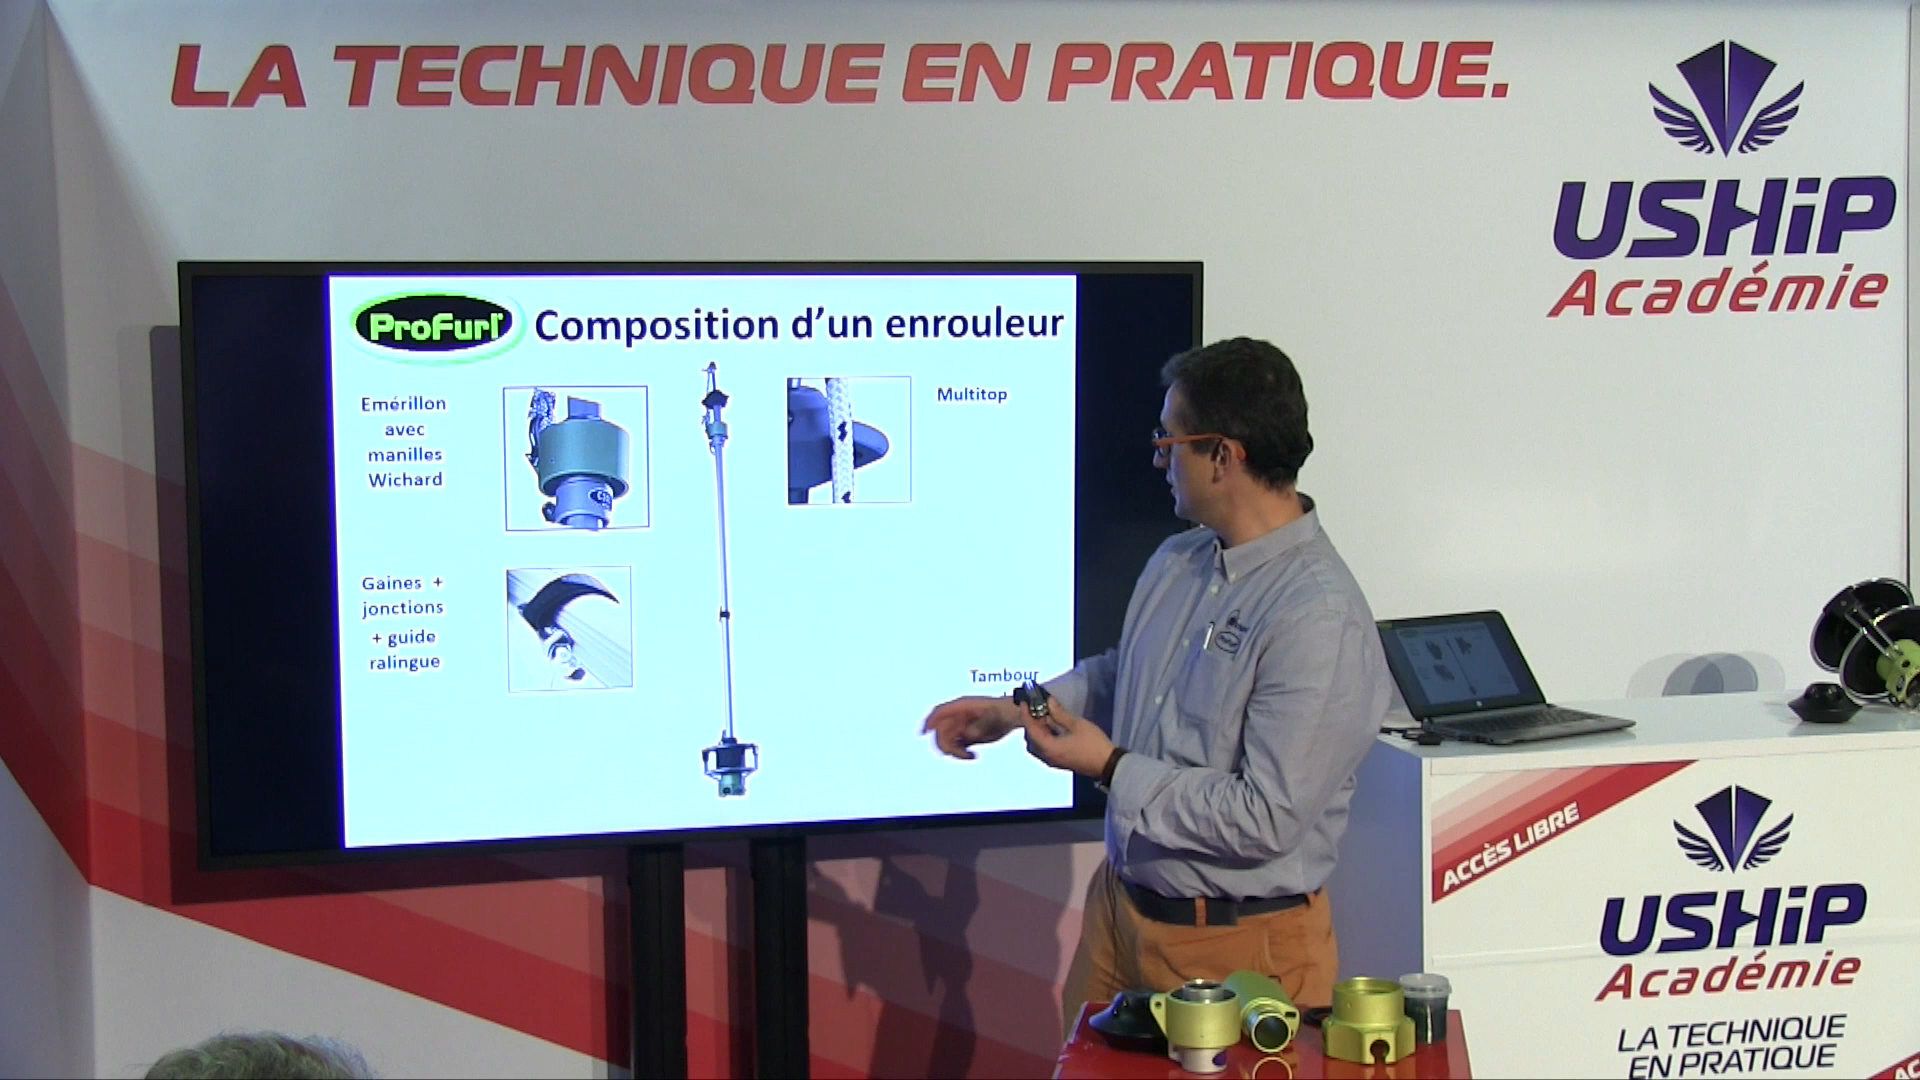 LA TECHNIQUE EN PRATIQUE.
USHiP
Académie
ProFurl
Composition d'un enrouleur
Emérillon
avec
manilles
Wichard
Multitop
Gaines +
jonctions
+ guide
ralingue
Tambour
ProFurl
ACCÈS LIBRE
USHiP
Académie
LA TECHNIQUE
EN PRATIQUE